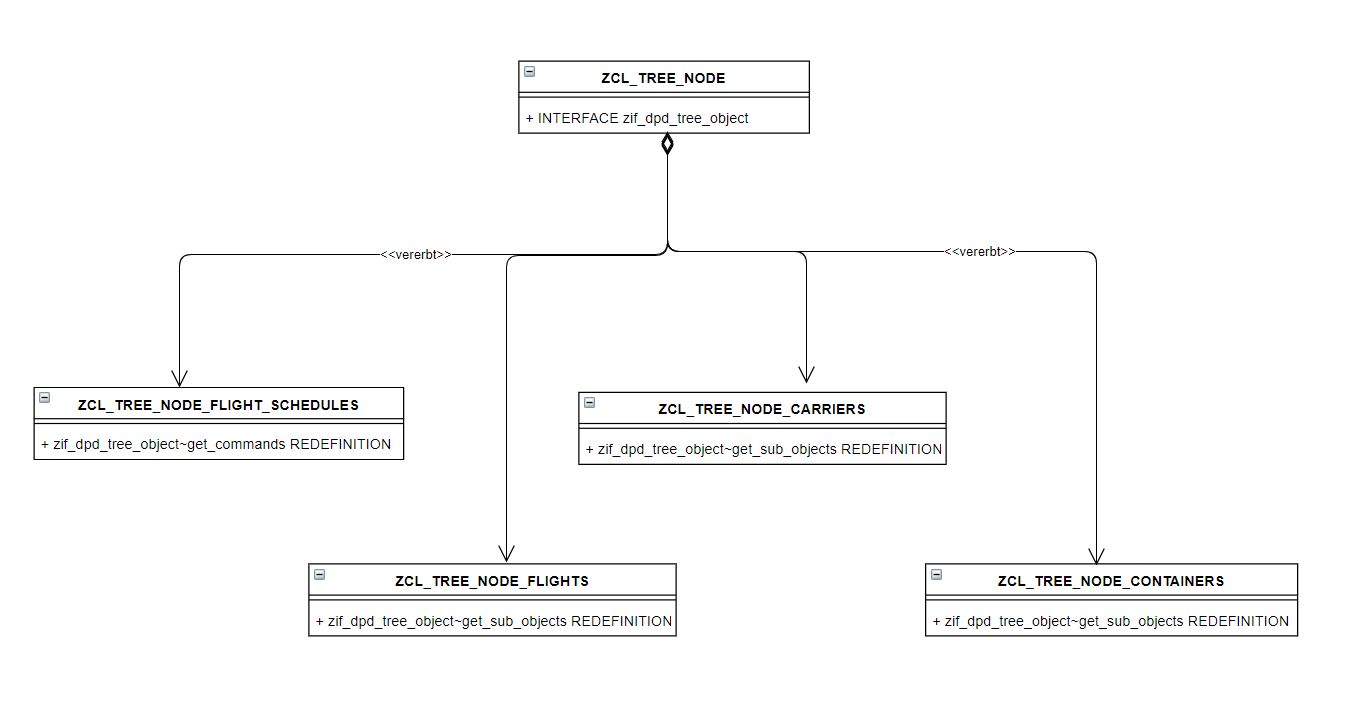 ZCL_TREE_NODE
+ INTERFACE zif_dpd_tree_object
<<vererbt>>
<<vererbt>>
ZCL_TREE_NODE_FLIGHT_SCHEDULES
+ zif_dpd_tree_object~get_commands REDEFINITION
ZCL_TREE_NODE_CARRIERS
+ zif_dpd_tree_object~get_sub_objects REDEFINITION
ZCL_TREE_NODE_FLIGHTS
+ zif_dpd_tree_object~get_sub_objects REDEFINITION
ZCL_TREE_NODE_CONTAINERS
+ zif_dpd_tree_object~get_sub_objects REDEFINITION